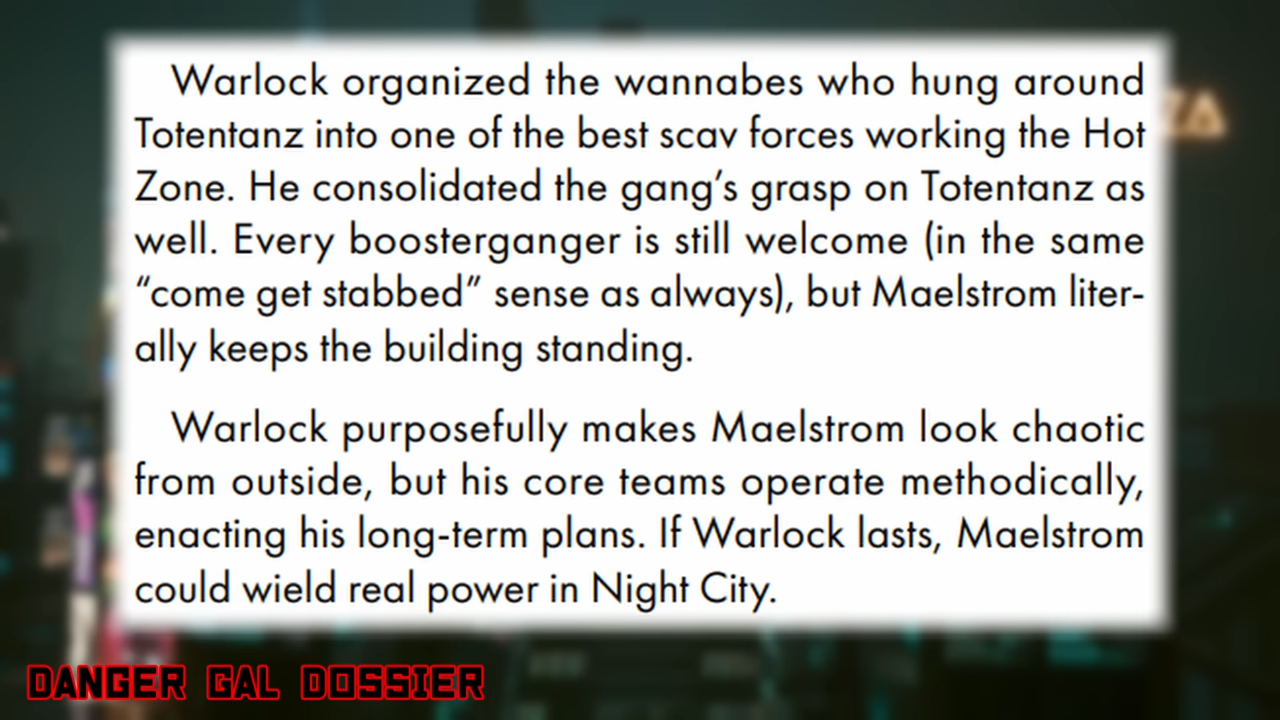 Warlock organized the wannabes who hung around
Totentanz into one of the best scav forces working the Hot
Zone. He consolidated the gang’s grasp on Totentanz as
well. Every boosterganger is still welcome (in the same
“come get stabbed” sense as always), but Maelstrom liter-
ally keeps the building standing.
Warlock purposefully makes Maelstrom look chaotic
from outside, but his core teams operate methodically,
enacting his long-term plans. If Warlock lasts, Maelstrom
could wield real power in Night City.
DANGER GAL DOSSIER